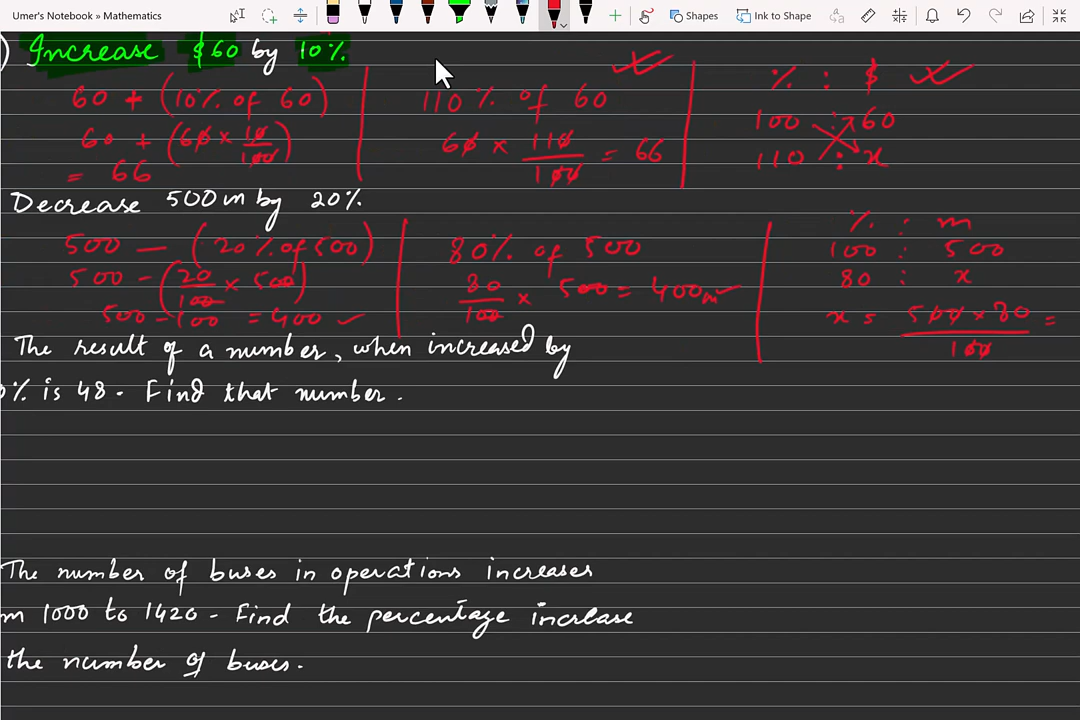 Umer's Notebook » Mathematics
Shapes
Ink to Shape
) Increase $60 by 10%
60 + (10% of 60)
60 + (60 × 10/100)
= 66
110% of 60
60 × 110/100 = 66
% : $
100 : 60
110 : x
Decrease 500m by 20%
500 — (20% of 500)
500 - (20/100 × 500)
500 - 100 = 400
80% of 500
80/100 × 500 = 400m
% : m
100 : 500
80 : x
x = 500 × 80/100 =
The result of a number, when increased by
0% is 48. Find that number.
The number of buses in operations increases
m 1000 to 1420 - Find the percentage increase
the number of buses.